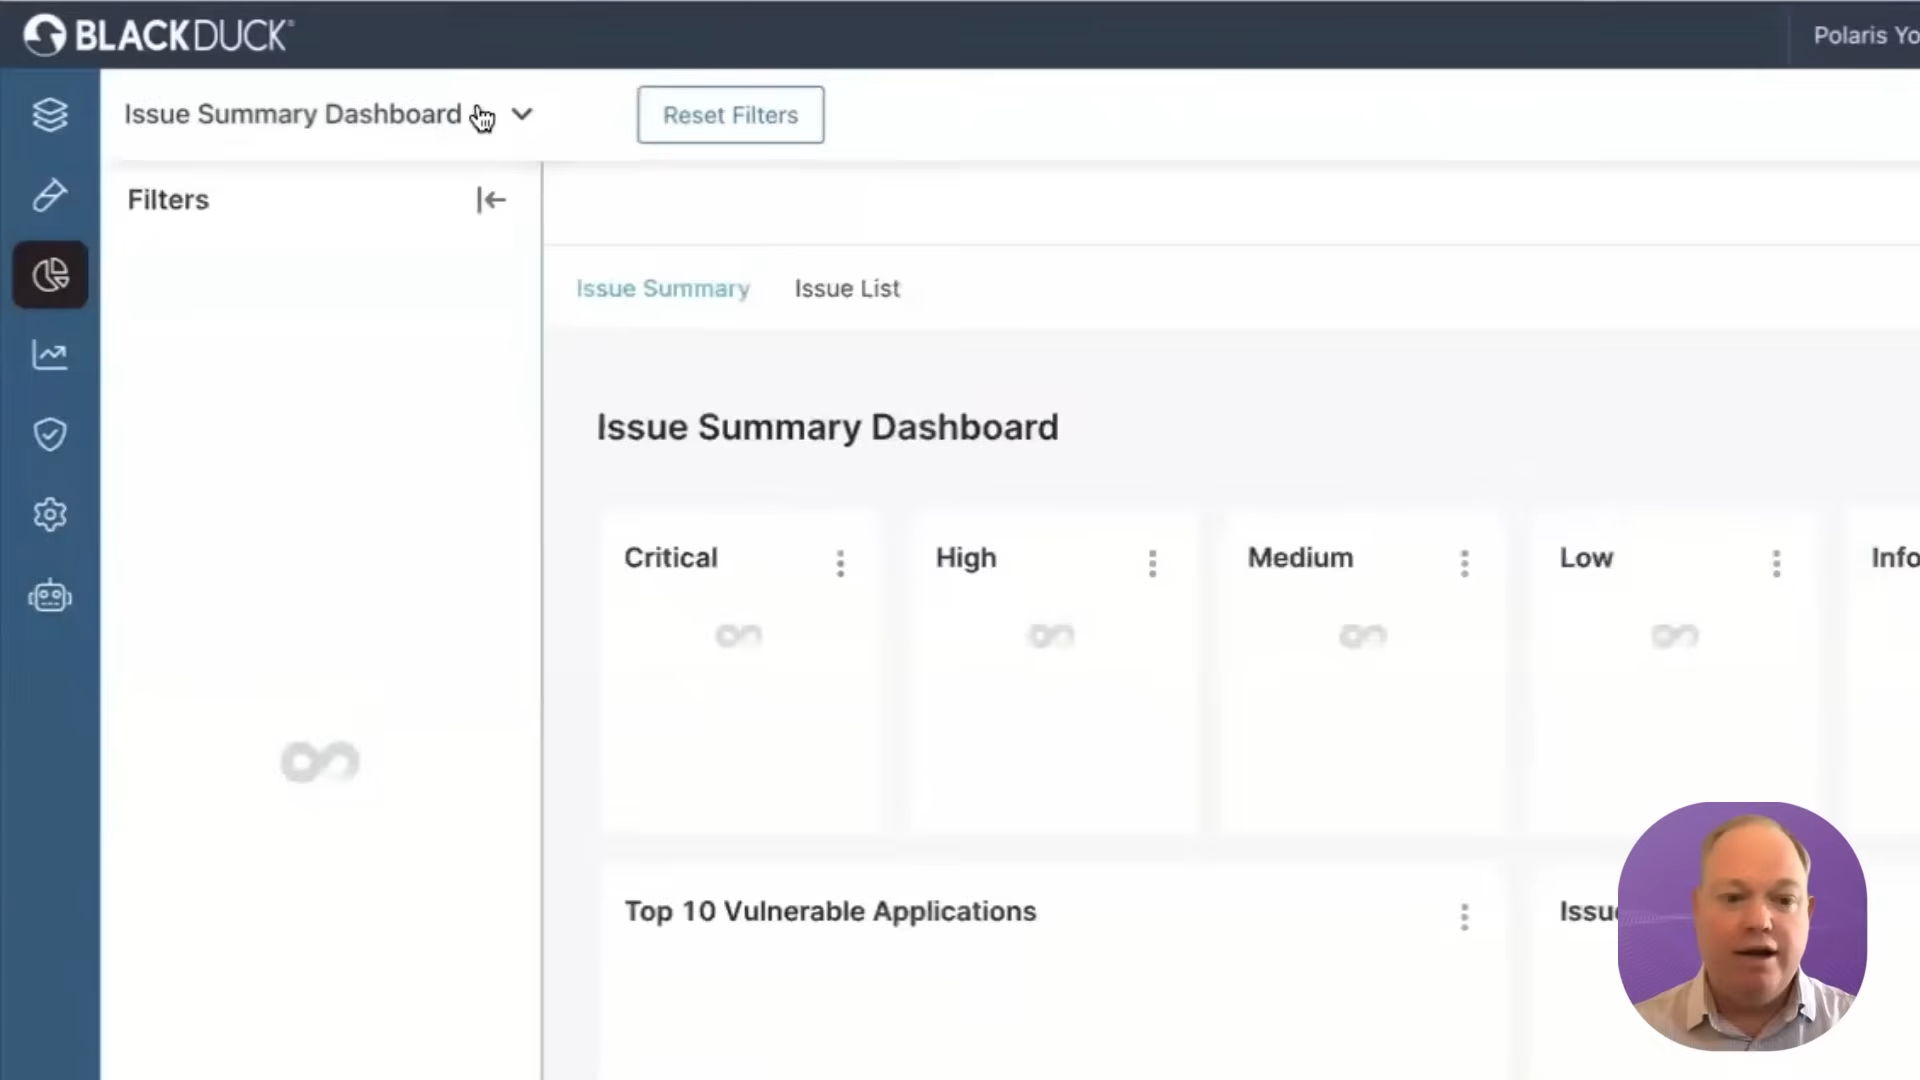 BLACKDUCK®
Polaris Yo
Issue Summary Dashboard
Reset Filters
Filters
Issue Summary
Issue List
Issue Summary Dashboard
Critical
High
Medium
Low
Info
Top 10 Vulnerable Applications
Issu